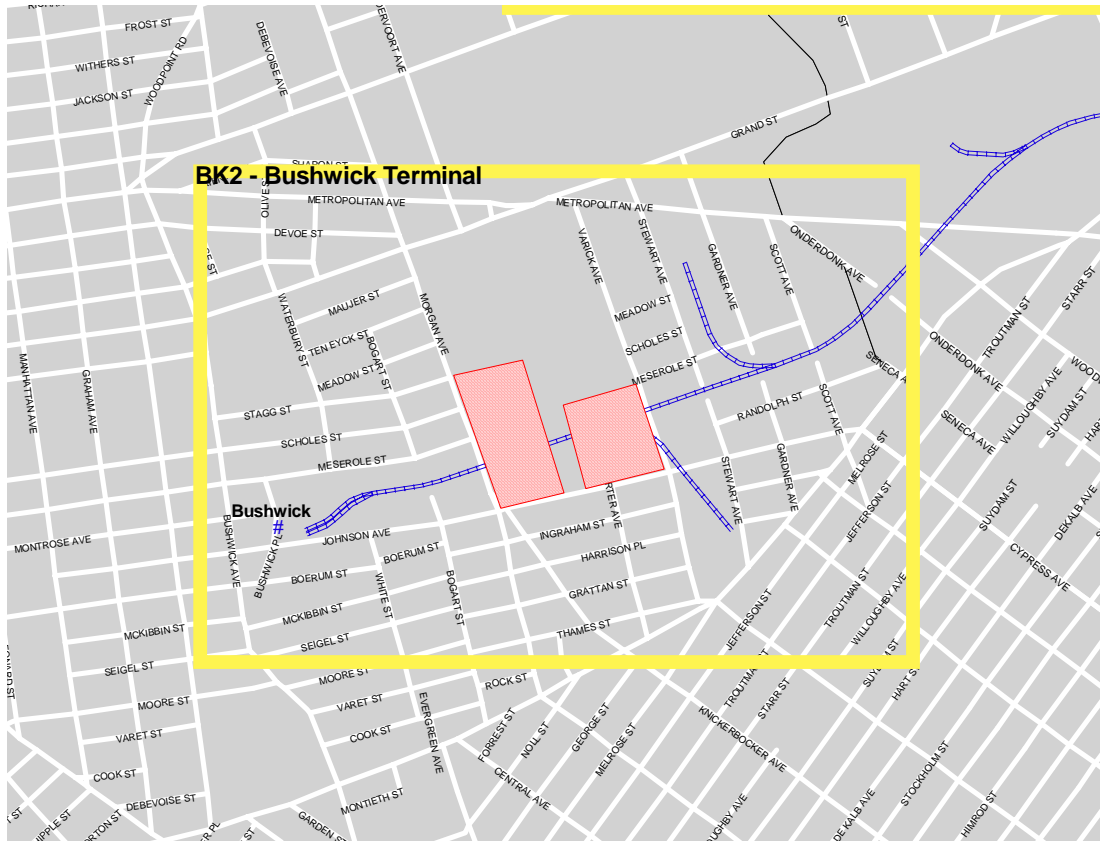 FROST ST
WITHERS ST
JACKSON ST
WOODPOINT RD
DEBEVOISE AVE
ST
GRAND ST
SHARON ST
BK2 - Bushwick Terminal
OLIVE S
METROPOLITAN AVE
METROPOLITAN AVE
DEVOE ST
VARICK AVE
STEWART AVE
GARDNER AVE
SCOTT AVE
ONDERDONK AVE
STARR ST
TROUTMAN ST
MAUJER ST
MEADOW ST
WATERBURY ST
MORGAN AVE
TEN EYCK ST
BOGART ST
SCHOLES ST
MANHATTAN AVE
GRAHAM AVE
MEADOW ST
MESEROLE ST
SENECA A
ONDERDONK AVE
WILLOUGHBY AVE
SUYDAM ST
STAGG ST
RANDOLPH ST
SCOTT AVE
SENECA AVE
SCHOLES ST
MESEROLE ST
MELROSE ST
STEWART AVE
GARDNER AVE
JEFFERSON ST
SUYDAM ST
DEKALB AVE
Bushwick
MONTROSE AVE
BUSHWICK AVE
BUSHWICK PL
JOHNSON AVE
INGRAHAM ST
RTER AVE
HARRISON PL
BOERUM ST
BOERUM ST
WHITE ST
BOGART ST
GRATTAN ST
CYPRESS AVE
TROUTMAN ST
WILLOUGHBY AVE
MCKIBBIN ST
MCKIBBIN ST
SEIGEL ST
THAMES ST
JEFFERSON ST
SEIGEL ST
MOORE ST
ROCK ST
TROUTMAN ST
STARR ST
HART S
MOORE ST
VARET ST
EVERGREEN AVE
VARET ST
COOK ST
FORREST ST
NOLL ST
GEORGE ST
MELROSE ST
KNICKERBOCKER AVE
COOK ST
CENTRAL AVE
STOCKHOLM ST
DEBEVOISE ST
MONTIETH ST
GARDEN ST
DE KALB AVE
HIMROD ST